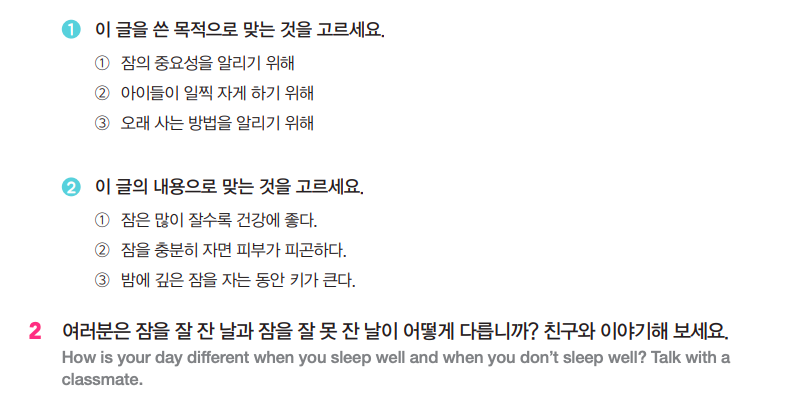 1 이 글을 쓴 목적으로 맞는 것을 고르세요.
① 잠의 중요성을 알리기 위해
② 아이들이 일찍 자게 하기 위해
③ 오래 사는 방법을 알리기 위해
2 이 글의 내용으로 맞는 것을 고르세요.
① 잠은 많이 잘수록 건강에 좋다.
② 잠을 충분히 자면 피부가 피곤하다.
③ 밤에 깊은 잠을 자는 동안 키가 큰다.
2 여러분은 잠을 잘 잔 날과 잠을 잘 못 잔 날이 어떻게 다릅니까? 친구와 이야기해 보세요.
How is your day different when you sleep well and when you don’t sleep well? Talk with a
classmate.